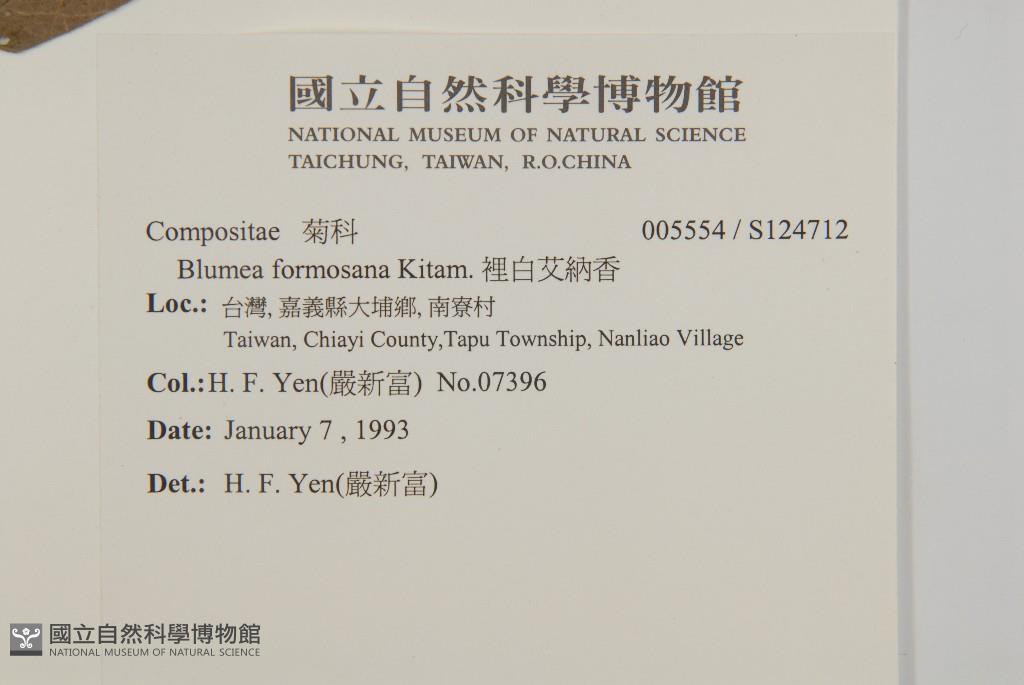 國立自然科學博物館
NATIONAL MUSEUM OF NATURAL SCIENCE
TAICHUNG, TAIWAN, R.O.CHINA
Compositae 菊科 005554 / S124712
Blumea formosana Kitam. 裡白艾納香
Loc.: 台灣, 嘉義縣大埔鄉, 南寮村
Taiwan, Chiayi County,Tapu Township, Nanliao Village
Col.:H. F. Yen(嚴新富) No.07396
Date: January 7 , 1993
Det.: H. F. Yen(嚴新富)
國立自然科學博物館
NATIONAL MUSEUM OF NATURAL SCIENCE